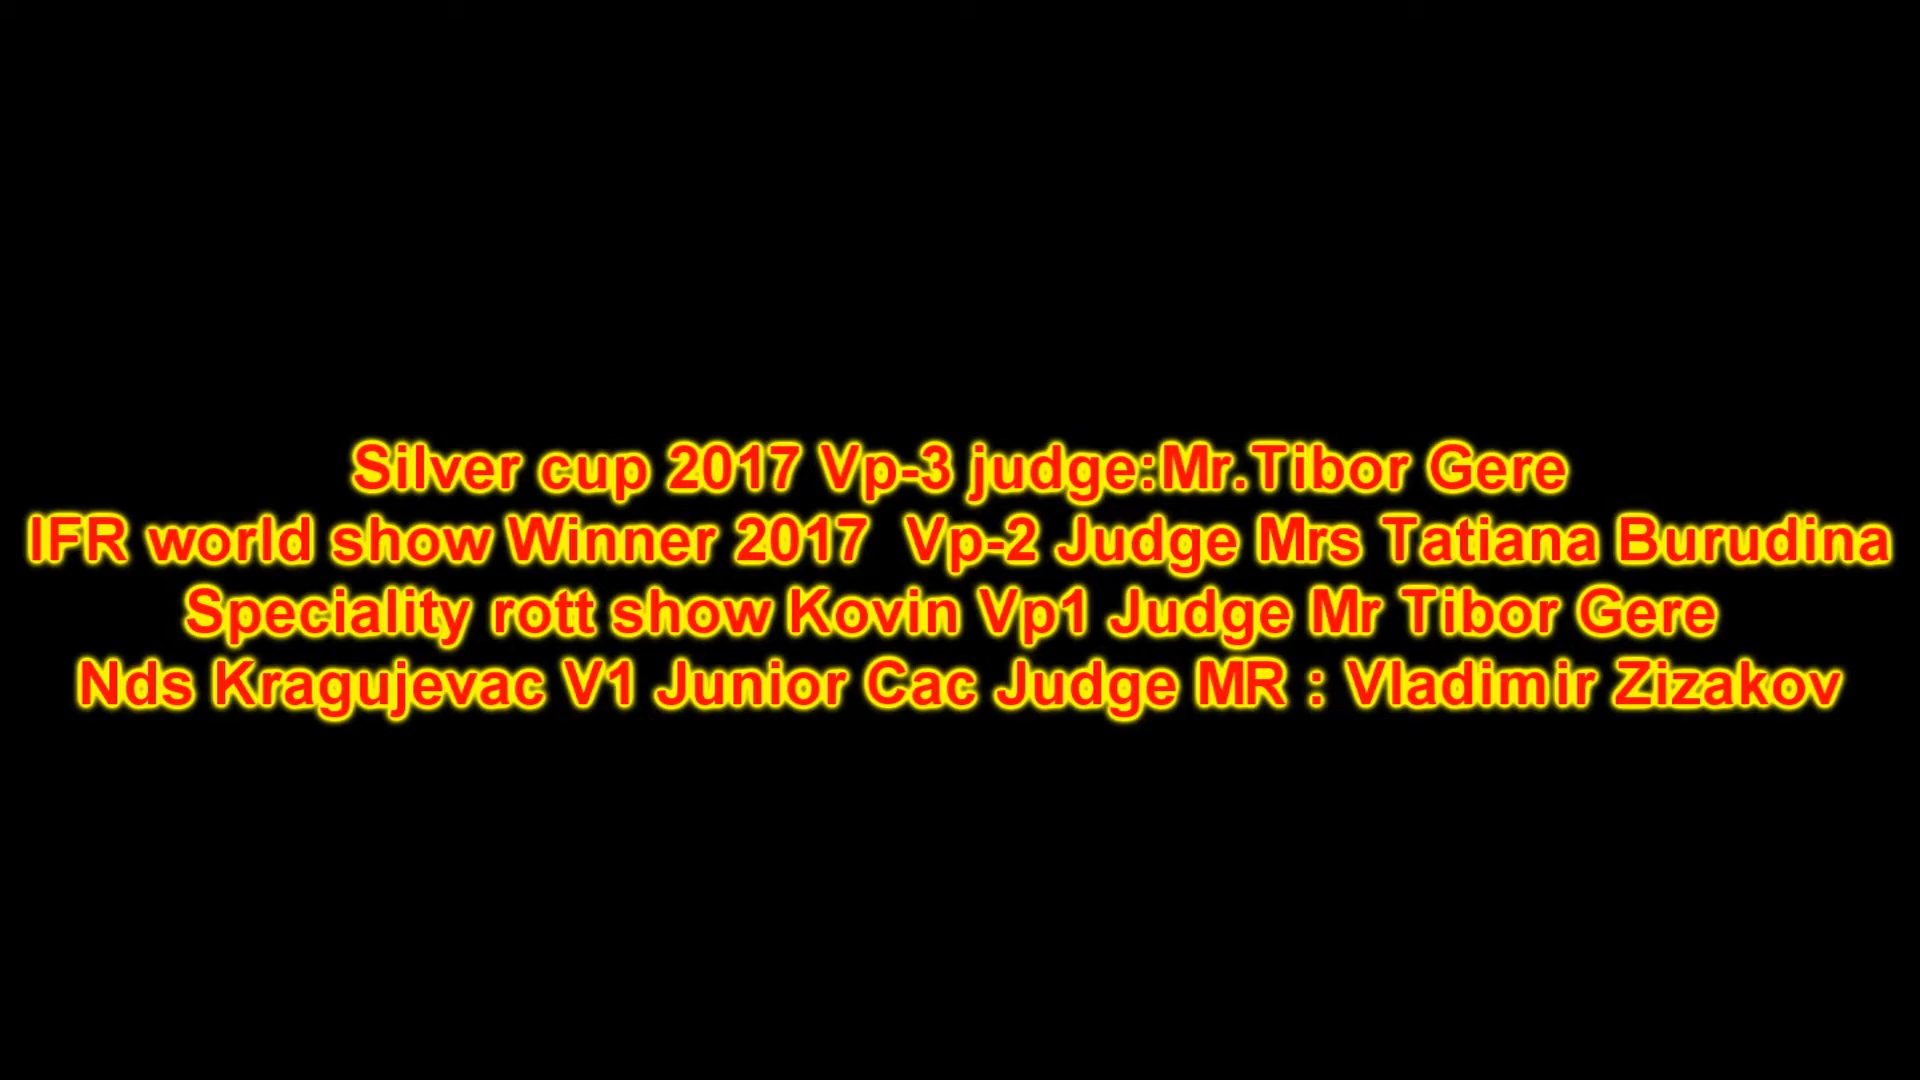 Silver cup 2017 Vp-3 judge:Mr.Tibor Gere
IFR world show Winner 2017  Vp-2 Judge Mrs Tatiana Burudina
Speciality rott show Kovin Vp1 Judge Mr Tibor Gere
Nds Kragujevac V1 Junior Cac Judge MR : Vladimir Zizakov